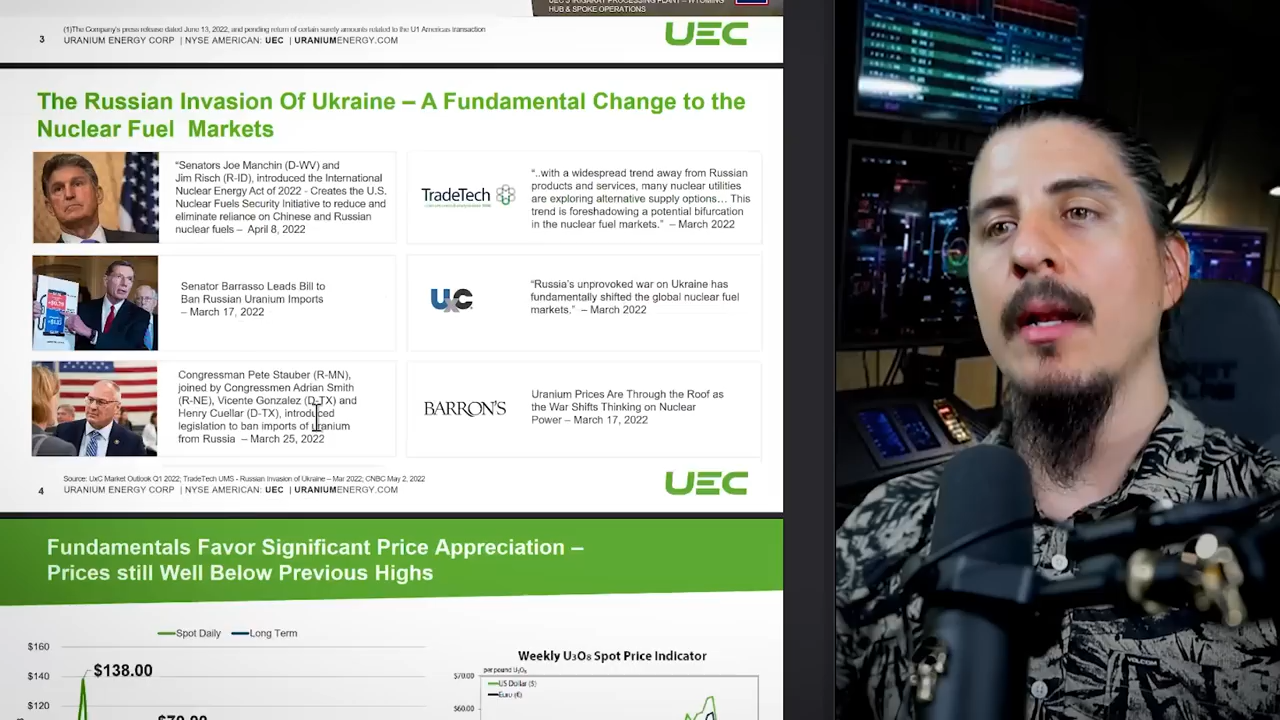 UEC'S IRIGARAY PROCESSING PLANT – WYOMING
HUB & SPOKE OPERATIONS
(1)The Company's press release dated June 13, 2022, and pending return of certain surety amounts related to the U1 Americas transaction
3 URANIUM ENERGY CORP | NYSE AMERICAN: UEC | URANIUMENERGY.COM
UEC
The Russian Invasion Of Ukraine – A Fundamental Change to the
Nuclear Fuel Markets
“Senators Joe Manchin (D-WV) and
Jim Risch (R-ID), introduced the International
Nuclear Energy Act of 2022 - Creates the U.S.
Nuclear Fuels Security Initiative to reduce and
eliminate reliance on Chinese and Russian
nuclear fuels – April 8, 2022
TradeTech
“..with a widespread trend away from Russian
products and services, many nuclear utilities
are exploring alternative supply options… This
trend is foreshadowing a potential bifurcation
in the nuclear fuel markets.” – March 2022
Senator Barrasso Leads Bill to
Ban Russian Uranium Imports
– March 17, 2022
UxC
“Russia’s unprovoked war on Ukraine has
fundamentally shifted the global nuclear fuel
markets.” – March 2022
Congressman Pete Stauber (R-MN),
joined by Congressmen Adrian Smith
(R-NE), Vicente Gonzalez (D-TX) and
Henry Cuellar (D-TX), introduced
legislation to ban imports of uranium
from Russia – March 25, 2022
BARRON'S
Uranium Prices Are Through the Roof as
the War Shifts Thinking on Nuclear
Power – March 17, 2022
Source: UxC Market Outlook Q1 2022; TradeTech UMS - Russian Invasion of Ukraine – Mar 2022; CNBC May 2, 2022
4 URANIUM ENERGY CORP | NYSE AMERICAN: UEC | URANIUMENERGY.COM
UEC
Fundamentals Favor Significant Price Appreciation –
Prices still Well Below Previous Highs
Spot Daily Long Term
$160
$140
$138.00
$120
Weekly U₃O₈ Spot Price Indicator
per pound U₃O₈
$70.00
US Dollar ($)
Euro (€)
$60.00
VOLCOM